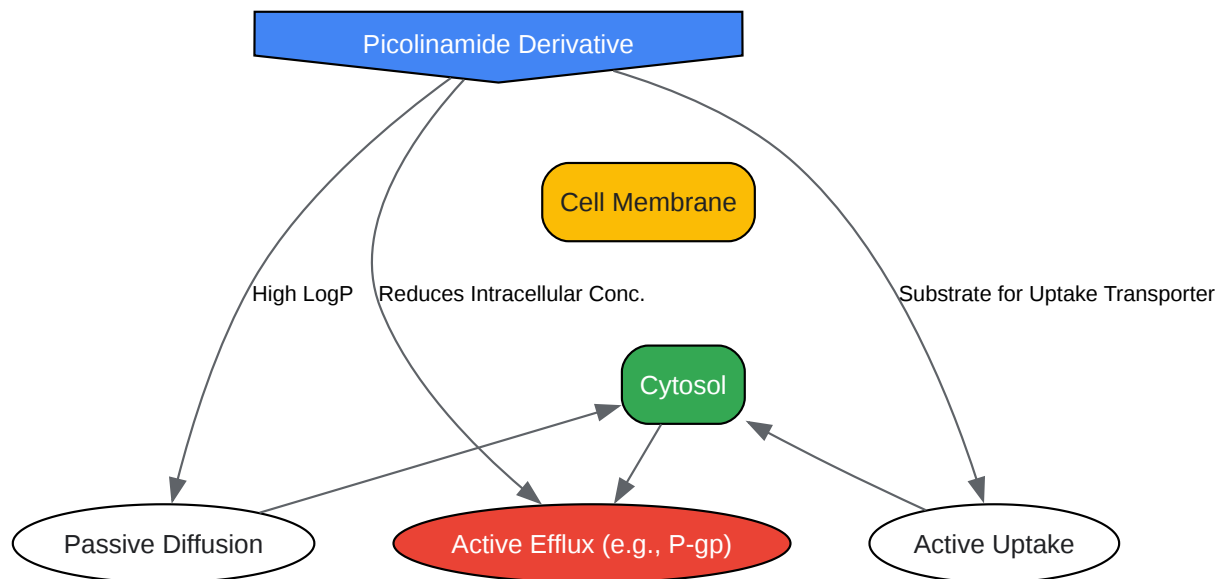 Picolinamide Derivative
Cell Membrane
High LogP
Reduces Intracellular Conc.
Substrate for Uptake Transporter
Cytosol
Passive Diffusion
Active Efflux (e.g., P-gp)
Active Uptake